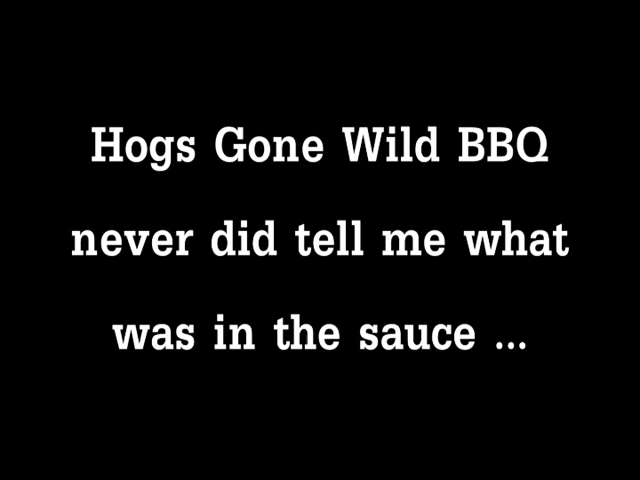 Hogs Gone Wild BBQ
never did tell me what
was in the sauce ...